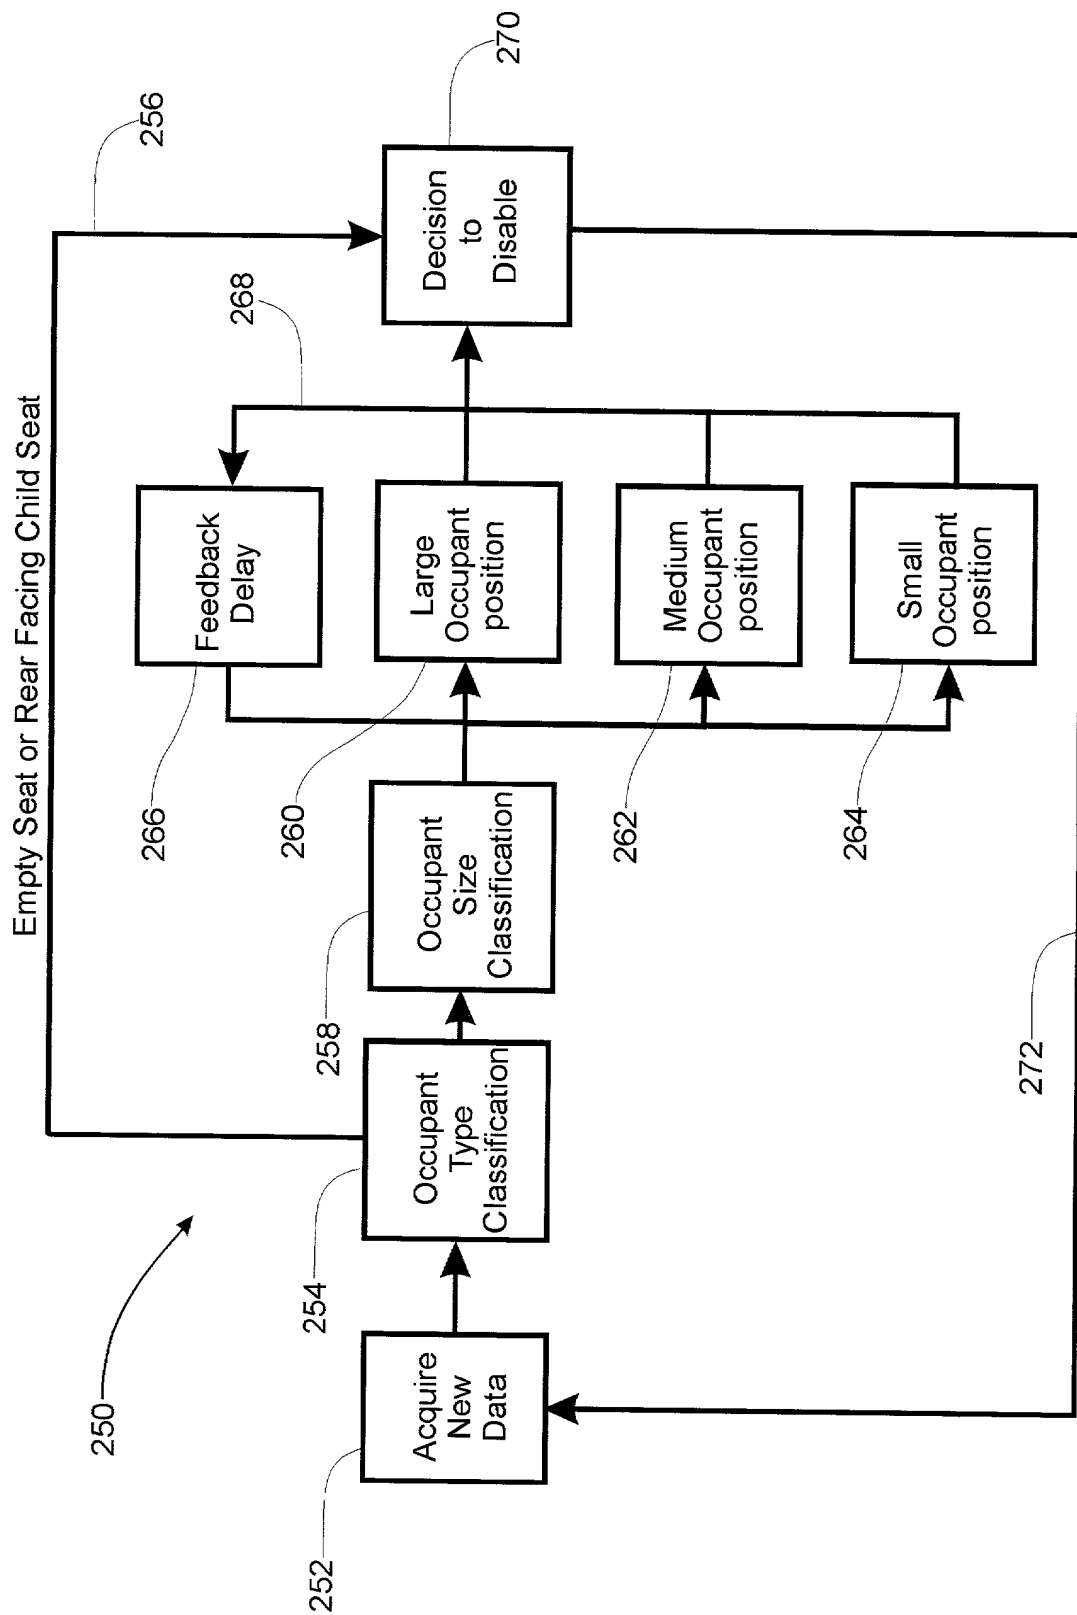 Empty Seat or Rear Facing Child Seat
256
270
268
Feedback
Delay
266
Large
Occupant
position
260
Decision
to
Disable
Medium
Occupant
position
262
Small
Occupant
position
264
Occupant
Size
Classification
258
Occupant
Type
Classification
254
Acquire
New
Data
252
250
272